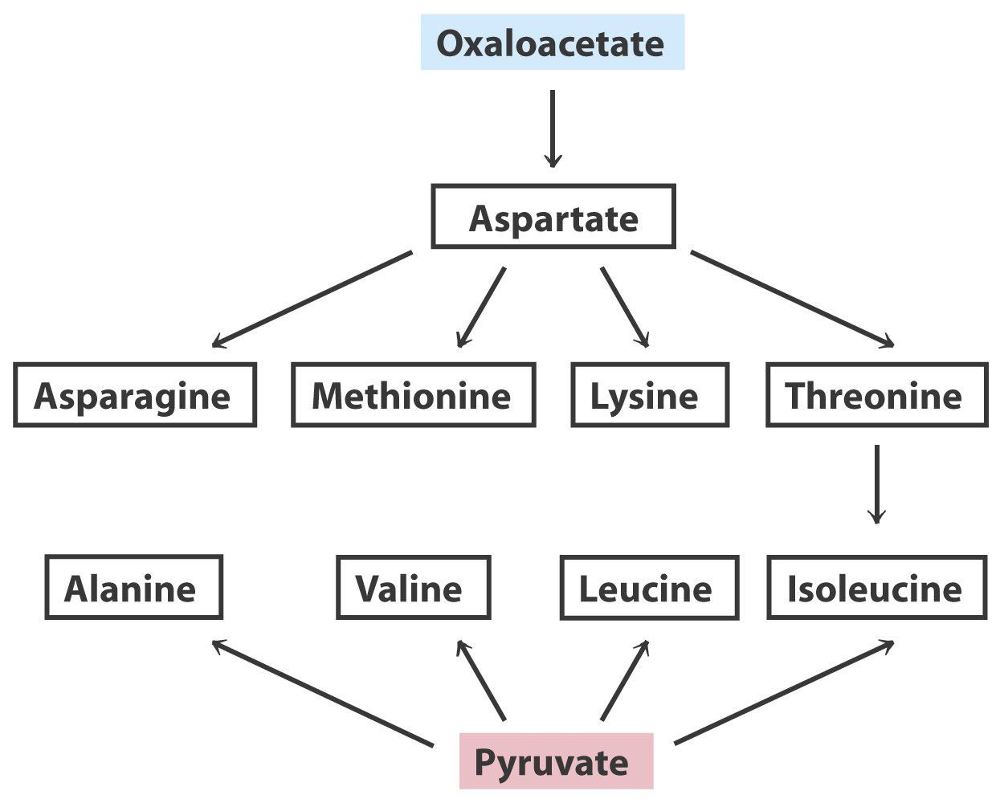 Oxaloacetate
Aspartate
Asparagine
Methionine
Lysine
Threonine
Alanine
Valine
Leucine
Isoleucine
Pyruvate